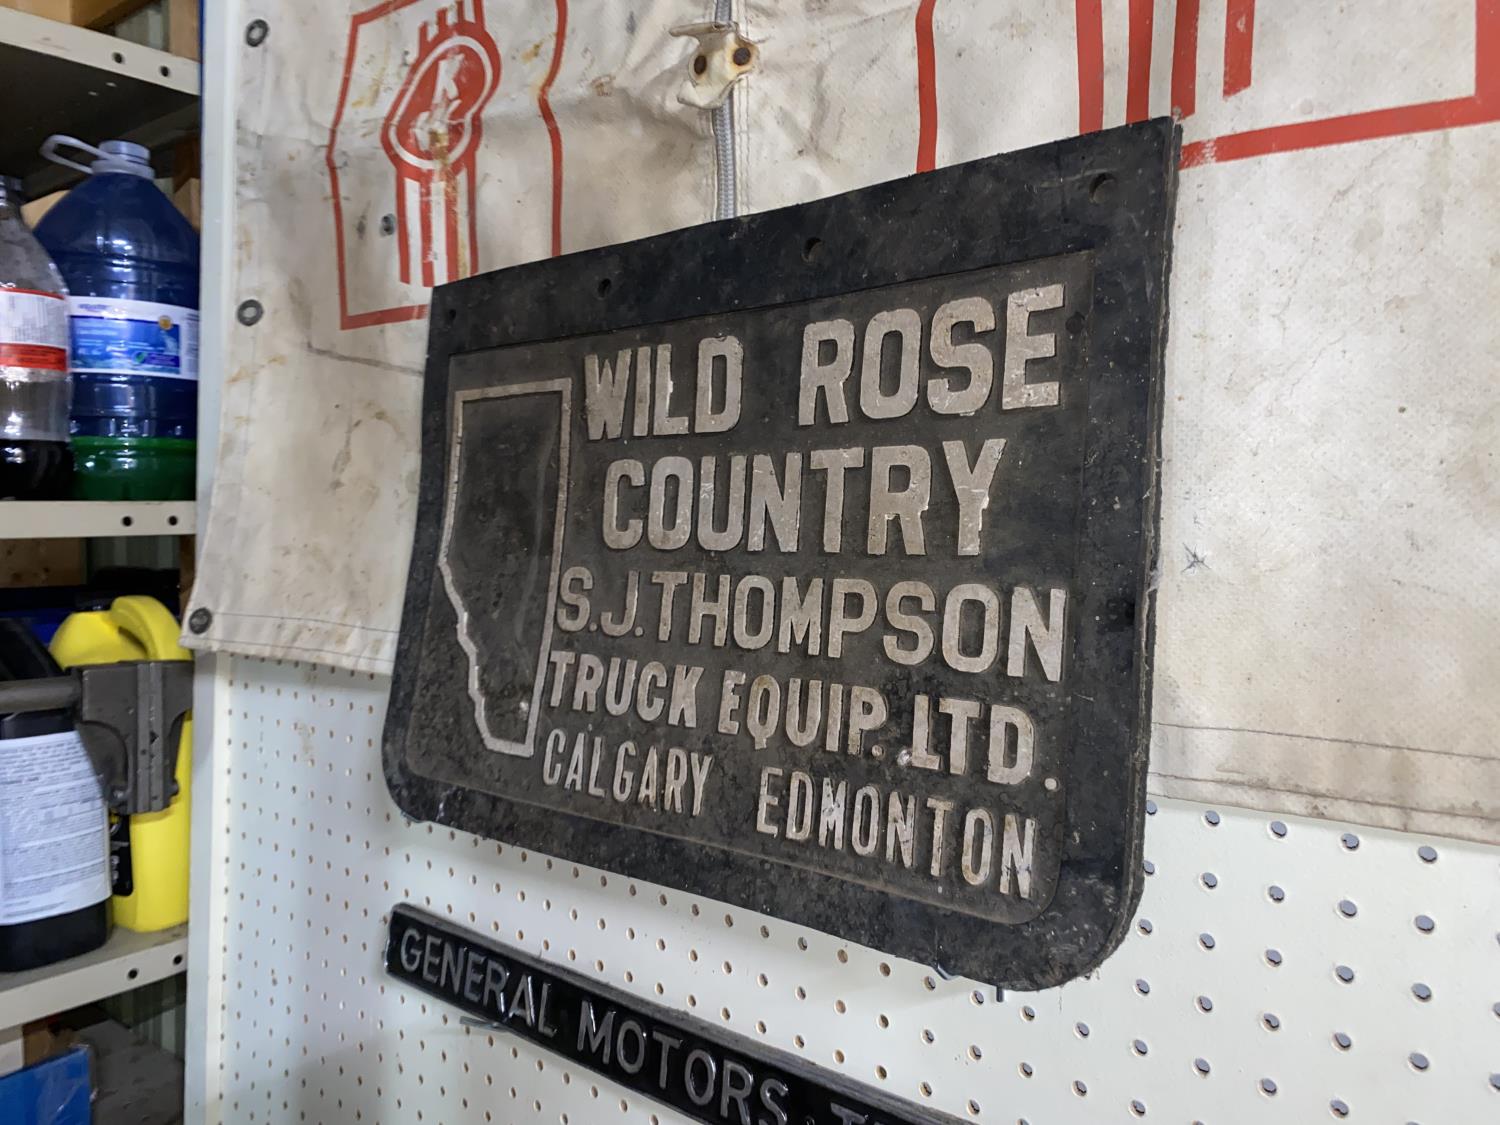 WILD ROSE
COUNTRY
S.J. THOMPSON
TRUCK EQUIP. LTD.
CALGARY EDMONTON
GENERAL MOTORS